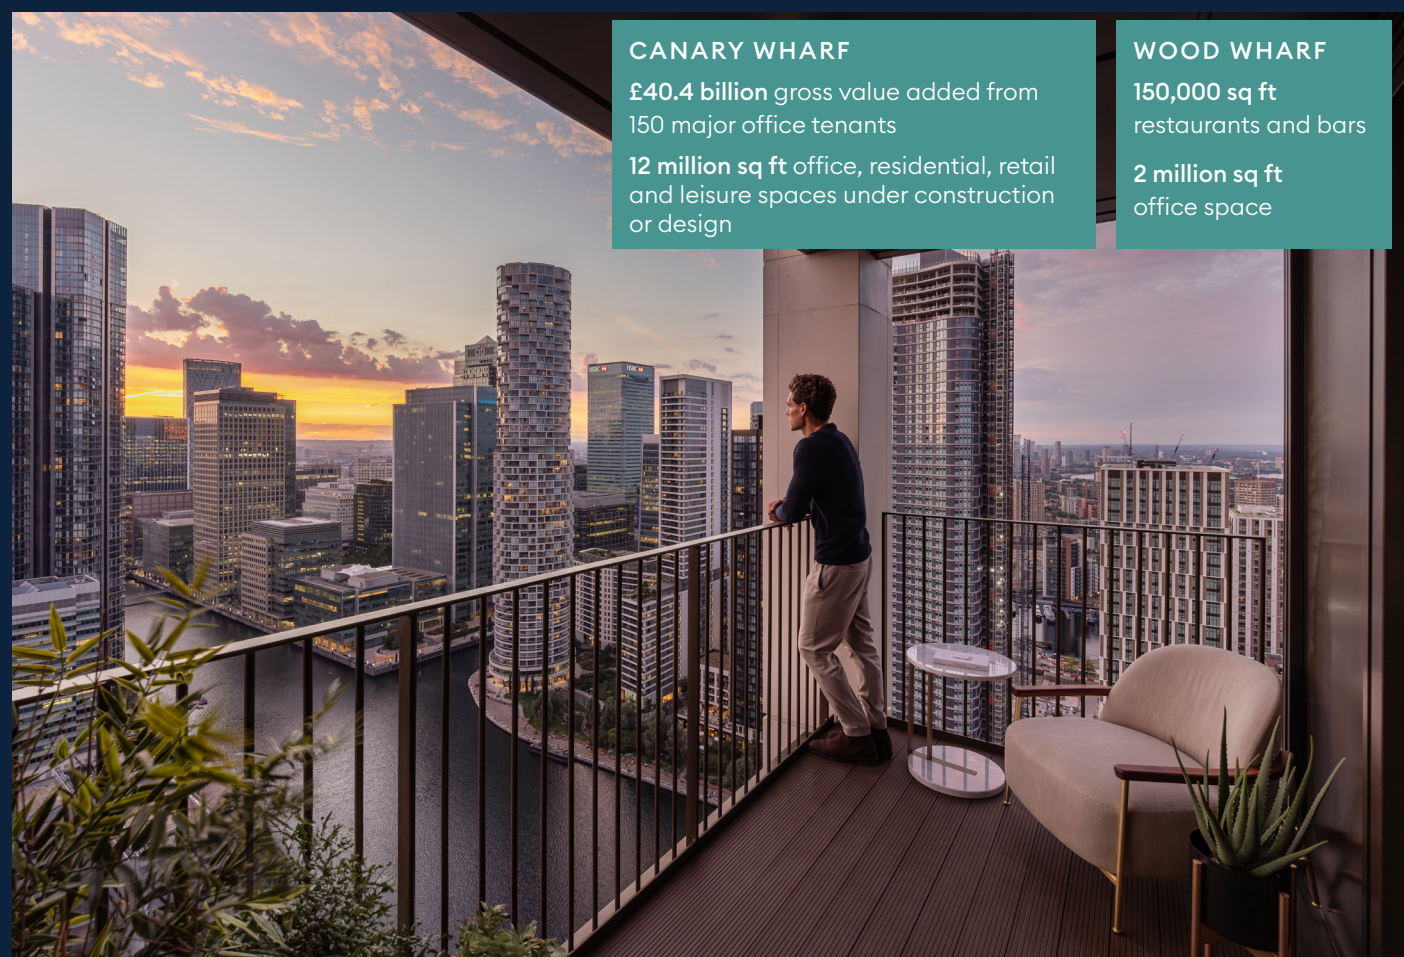 CANARY WHARF
£40.4 billion gross value added from
150 major office tenants
12 million sq ft office, residential, retail
and leisure spaces under construction
or design
WOOD WHARF
150,000 sq ft
restaurants and bars
2 million sq ft
office space
HSBC
HSBC